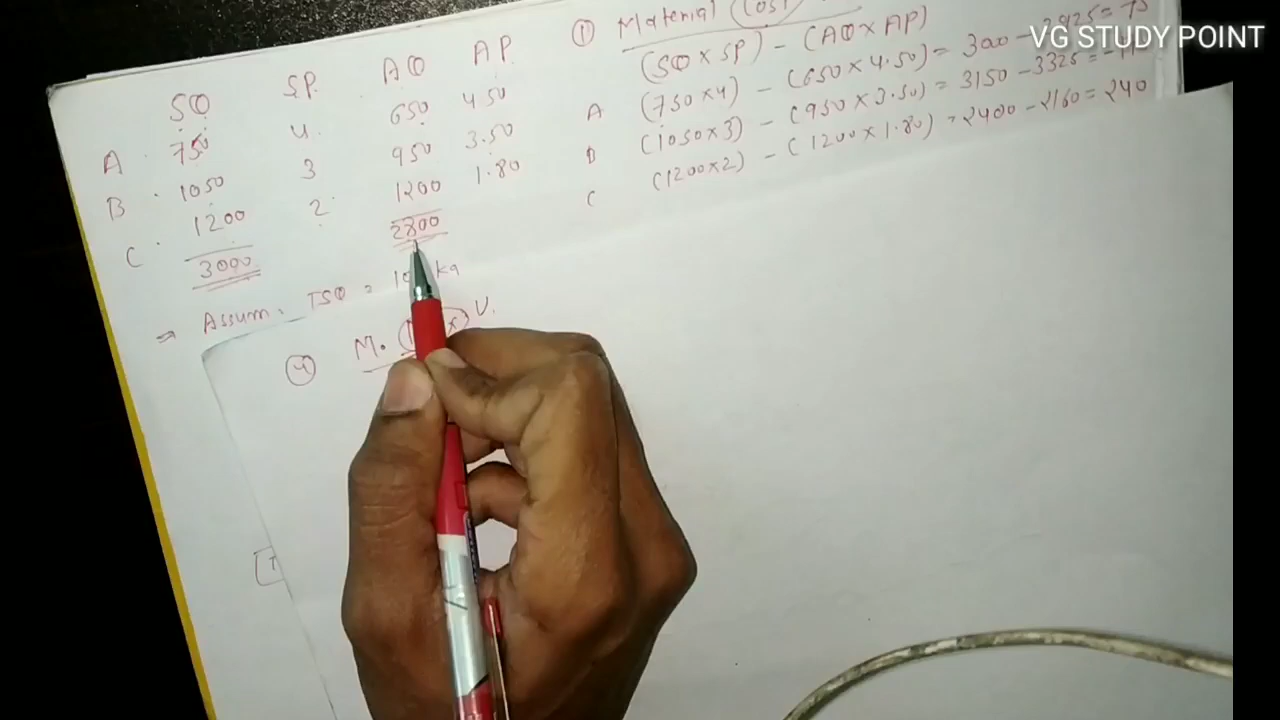 VG STUDY POINT
SQ SP. AQ AP
A . 750 4. 650 4.50
B . 1050 3 950 3.50
C . 1200 2 1200 1.80
3000 2800
⇒ Assum. TSQ = kg
④ M. V.
① Material Cost
(SQ × SP) - (AQ × AP)
A (750×4) - (650×4.50) = 3000 - 2925 = 75
B (1050×3) - (950×3.50) = 3150 - 3325 =
C (1200×2) - (1200×1.80) = 2400 - 2160 = 240